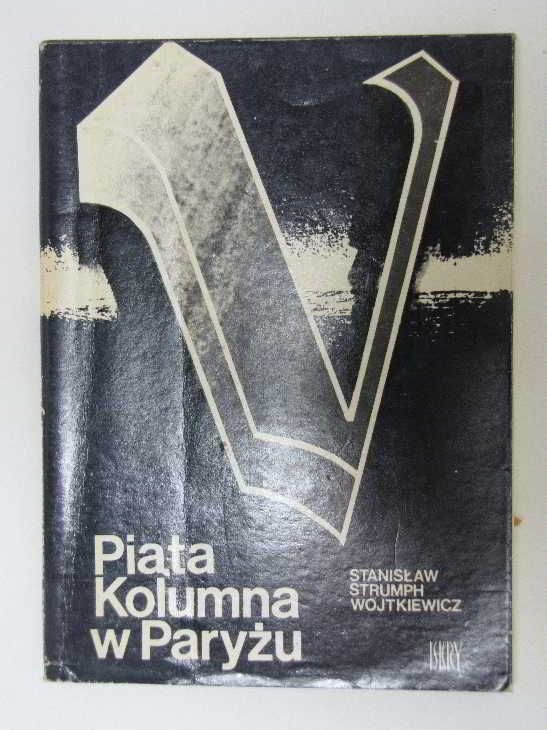 V
Piąta
Kolumna
w Paryżu
STANISŁAW
STRUMPH
WOJTKIEWICZ
ISKRY